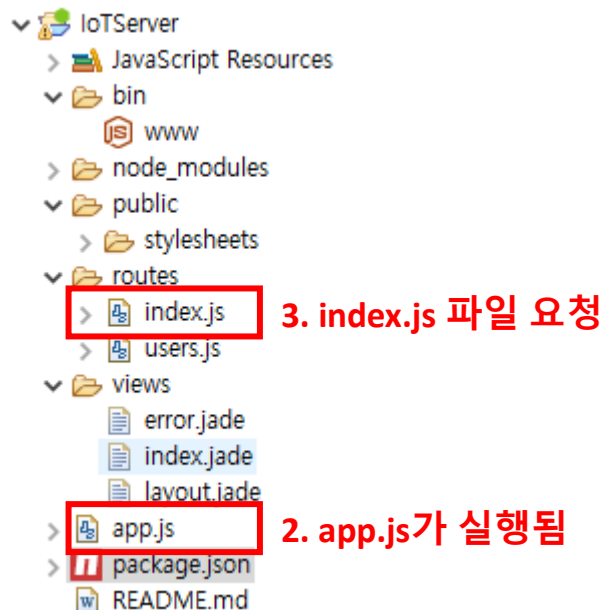 IoTServer
JavaScript Resources
bin
www
node_modules
public
stylesheets
routes
index.js 3. index.js 파일 요청
users.js
views
error.jade
index.jade
layout.jade
app.js 2. app.js가 실행됨
package.json
README.md